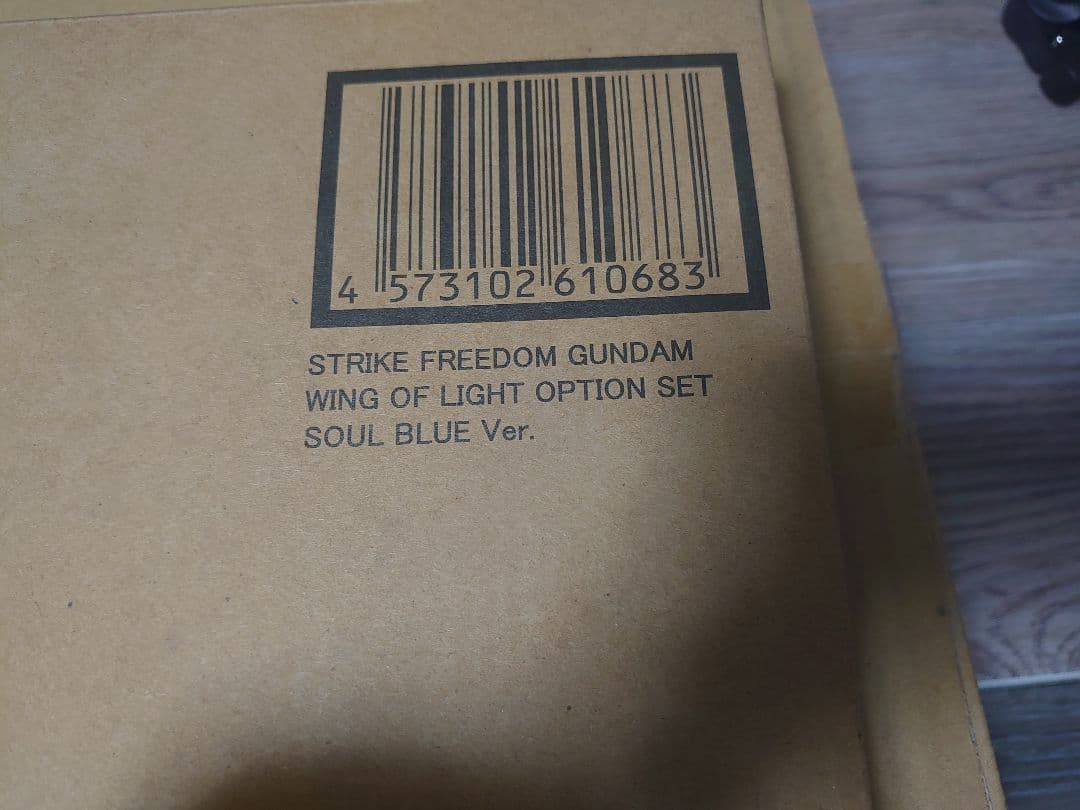 4 573102 610683
STRIKE FREEDOM GUNDAM
WING OF LIGHT OPTION SET
SOUL BLUE Ver.